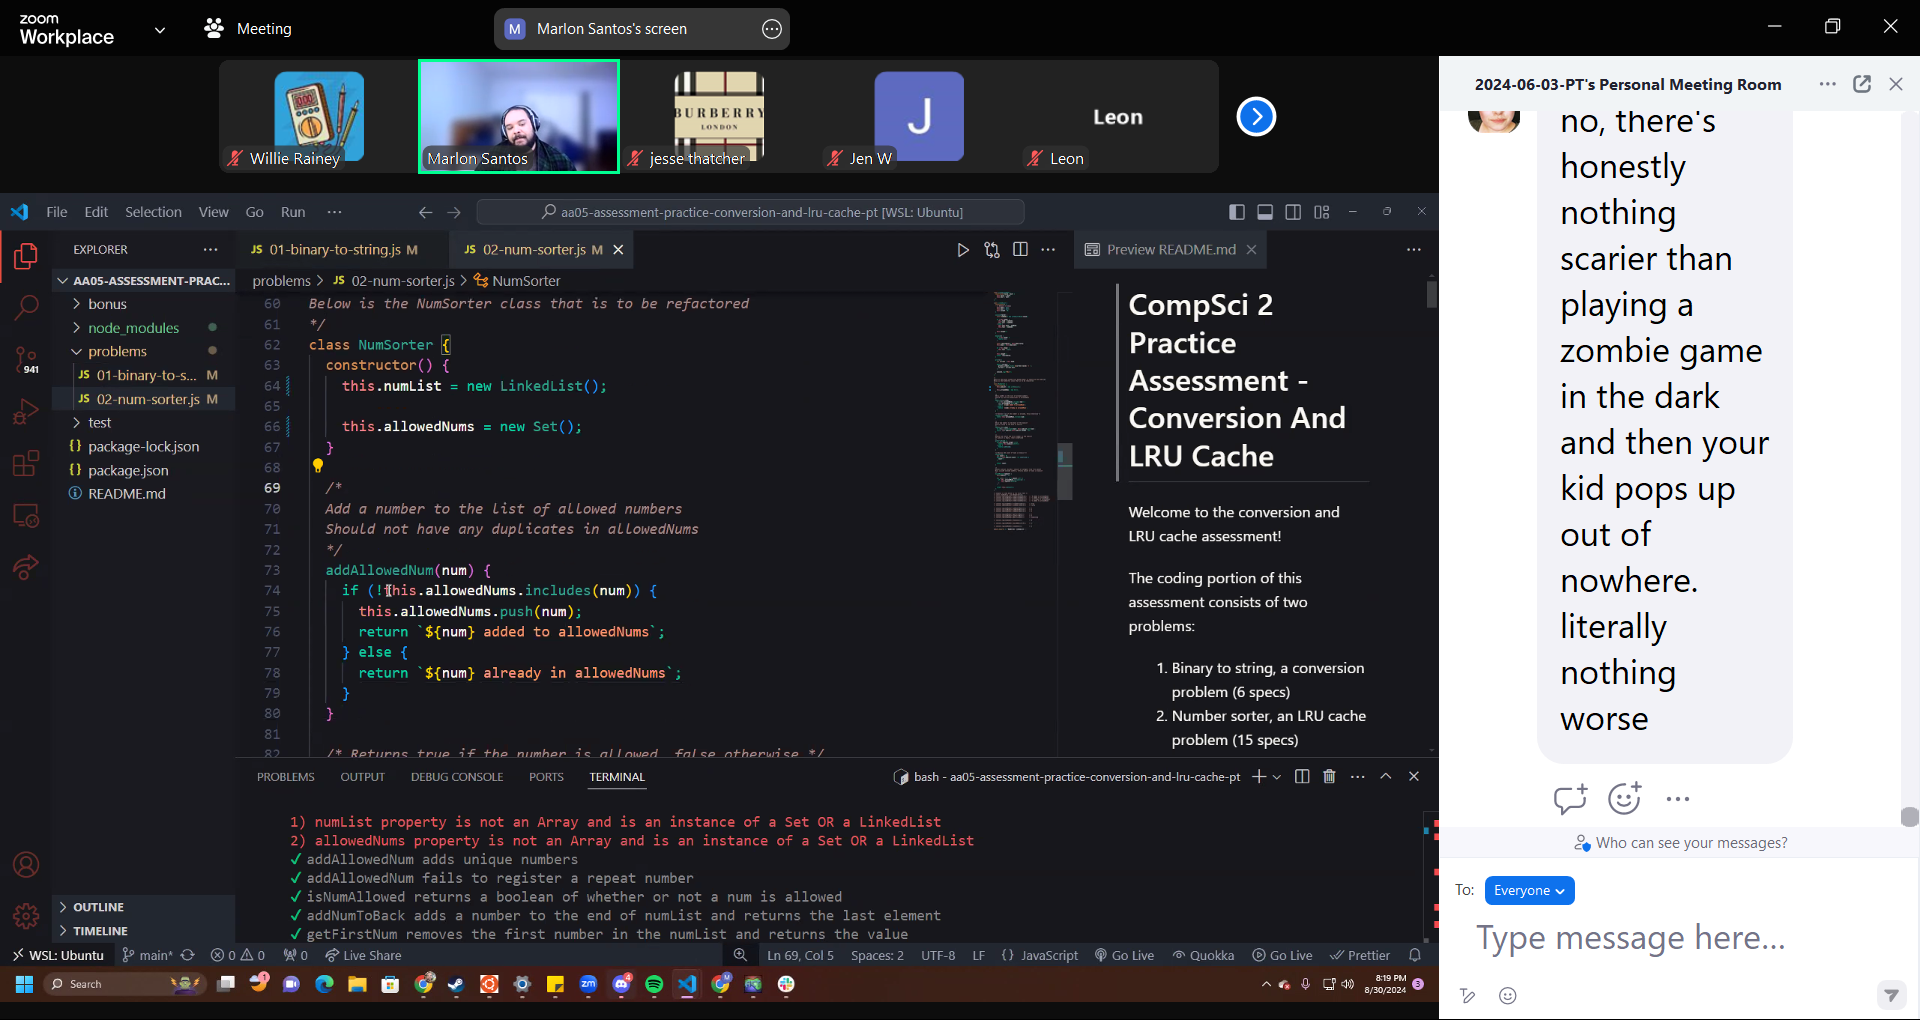 zoom
Workplace
Meeting
M Marlon Santos's screen
BURBERRY
LONDON
J
Leon
Willie Rainey
Marlon Santos
jesse thatcher
Jen W
Leon
File Edit Selection View Go Run ···
aa05-assessment-practice-conversion-and-lru-cache-pt [WSL: Ubuntu]
EXPLORER
JS 01-binary-to-string.js M
JS 02-num-sorter.js M
Preview README.md
AA05-ASSESSMENT-PRAC...
bonus
node_modules
problems
JS 01-binary-to-s... M
JS 02-num-sorter.js M
test
{} package-lock.json
{} package.json
README.md
941
OUTLINE
TIMELINE
problems > JS 02-num-sorter.js > NumSorter
60 Below is the NumSorter class that is to be refactored
61 */
62 class NumSorter {
63 constructor() {
64 this.numList = new LinkedList();
65
66 this.allowedNums = new Set();
67 }
68
69 /*
70 Add a number to the list of allowed numbers
71 Should not have any duplicates in allowedNums
72 */
73 addAllowedNum(num) {
74 if (!this.allowedNums.includes(num)) {
75 this.allowedNums.push(num);
76 return `${num} added to allowedNums`;
77 } else {
78 return `${num} already in allowedNums`;
79 }
80 }
81
82 /* Returns true if the number is allowed, false otherwise */
CompSci 2
Practice
Assessment -
Conversion And
LRU Cache
Welcome to the conversion and
LRU cache assessment!
The coding portion of this
assessment consists of two
problems:
1. Binary to string, a conversion
problem (6 specs)
2. Number sorter, an LRU cache
problem (15 specs)
PROBLEMS OUTPUT DEBUG CONSOLE PORTS TERMINAL
bash - aa05-assessment-practice-conversion-and-lru-cache-pt
1) numList property is not an Array and is an instance of a Set OR a LinkedList
2) allowedNums property is not an Array and is an instance of a Set OR a LinkedList
✓ addAllowedNum adds unique numbers
✓ addAllowedNum fails to register a repeat number
✓ isNumAllowed returns a boolean of whether or not a num is allowed
✓ addNumToBack adds a number to the end of numList and returns the last element
✓ getFirstNum removes the first number in the numList and returns the value
WSL: Ubuntu main* 0 0 0 Live Share
Ln 69, Col 5 Spaces: 2 UTF-8 LF {} JavaScript Go Live Quokka Go Live Prettier
Search
8:19 PM
8/30/2024
2024-06-03-PT's Personal Meeting Room
no, there's
honestly
nothing
scarier than
playing a
zombie game
in the dark
and then your
kid pops up
out of
nowhere.
literally
nothing
worse
Who can see your messages?
To: Everyone
Type message here...